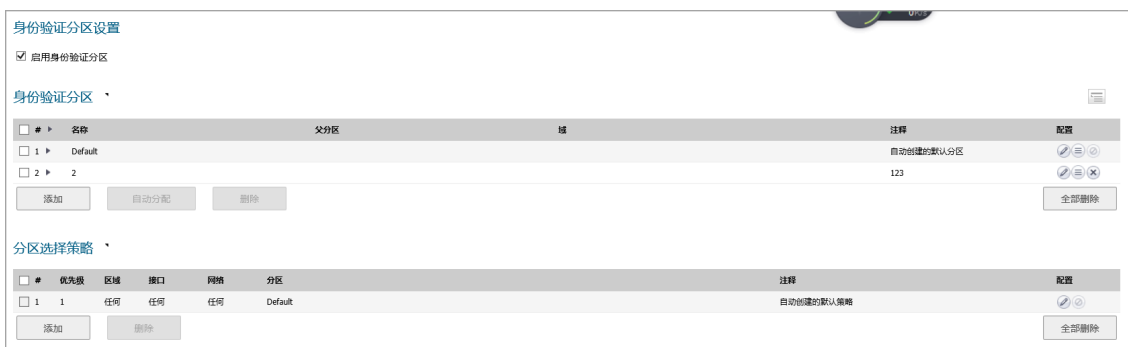 身份验证分区设置
启用身份验证分区
身份验证分区
# 名称 父分区 域 注释 配置
1 Default 自动创建的默认分区
2 2 123
添加 自动分配 删除 全部删除
分区选择策略
# 优先级 区域 接口 网络 分区 注释 配置
1 1 任何 任何 任何 Default 自动创建的默认策略
添加 删除 全部删除